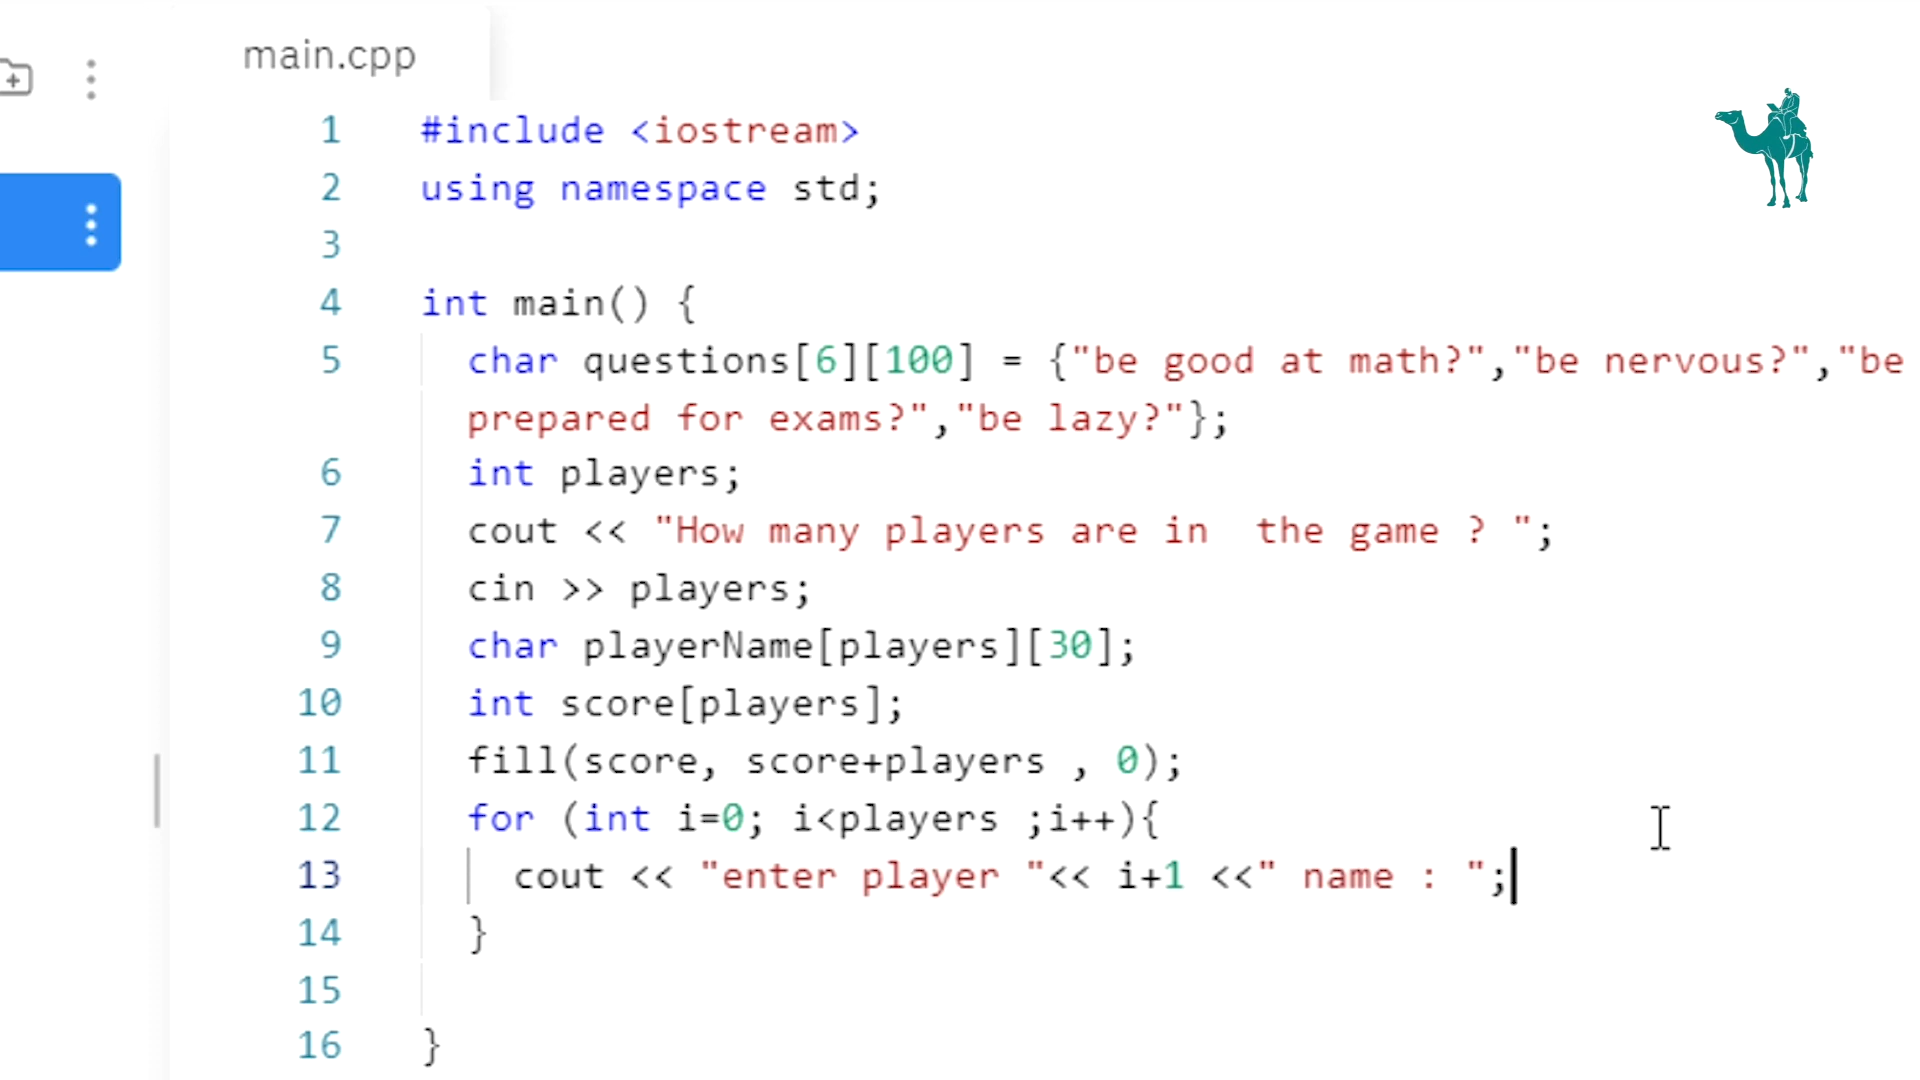 main.cpp
1 #include <iostream>
2 using namespace std;
3
4 int main() {
5 char questions[6][100] = {"be good at math?","be nervous?","be
prepared for exams?","be lazy?"};
6 int players;
7 cout << "How many players are in  the game ? ";
8 cin >> players;
9 char playerName[players][30];
10 int score[players];
11 fill(score, score+players , 0);
12 for (int i=0; i<players ;i++){
13 cout << "enter player "<< i+1 <<" name : ";
14 }
15
16 }